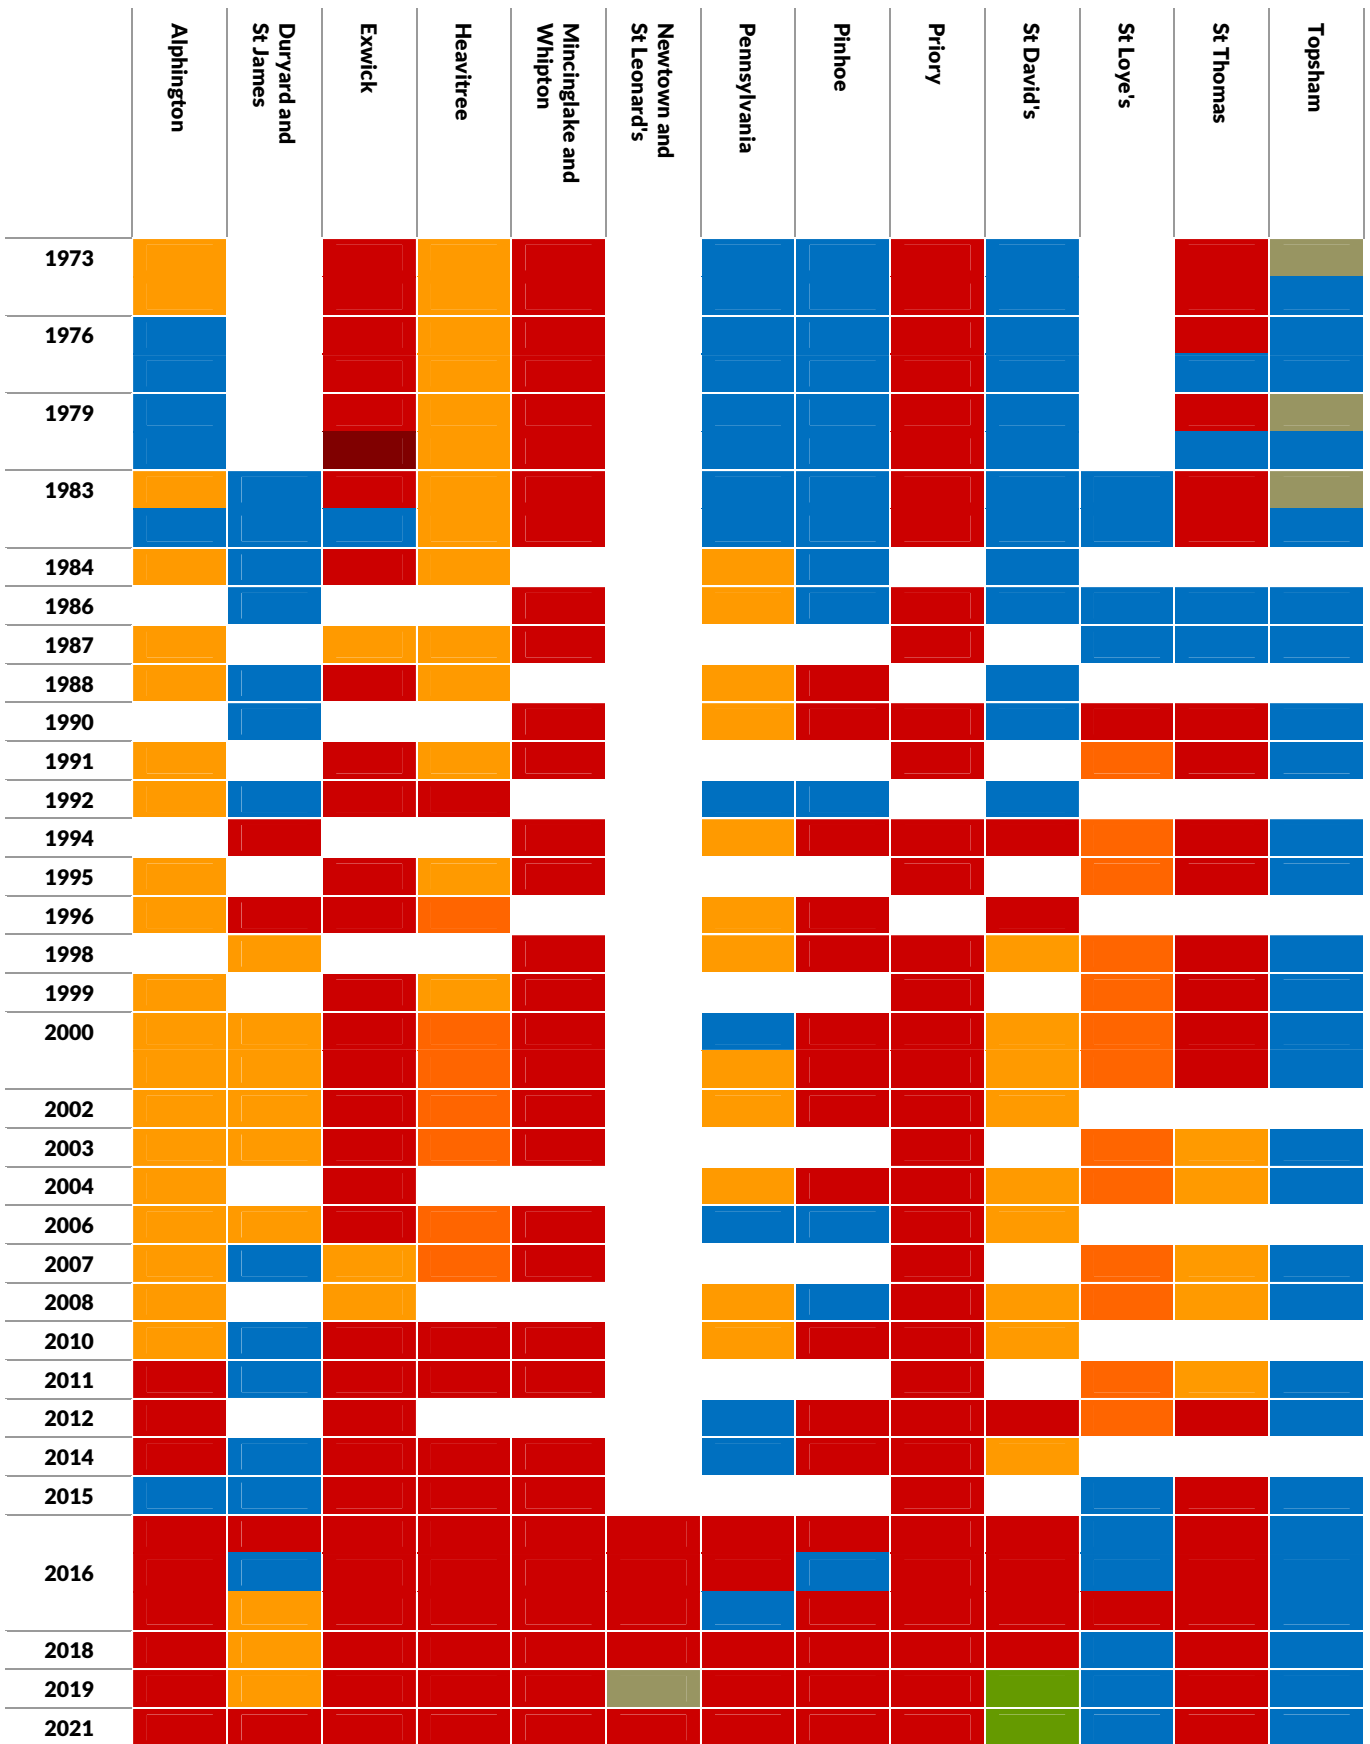 Alphington
Duryard and
St James
Exwick
Heavitree
Mincinglake and
Whipton
Newtown and
St Leonard's
Pennsylvania
Pinhoe
Priory
St David's
St Loye's
St Thomas
Topsham
1973
1976
1979
1983
1984
1986
1987
1988
1990
1991
1992
1994
1995
1996
1998
1999
2000
2002
2003
2004
2006
2007
2008
2010
2011
2012
2014
2015
2016
2018
2019
2021